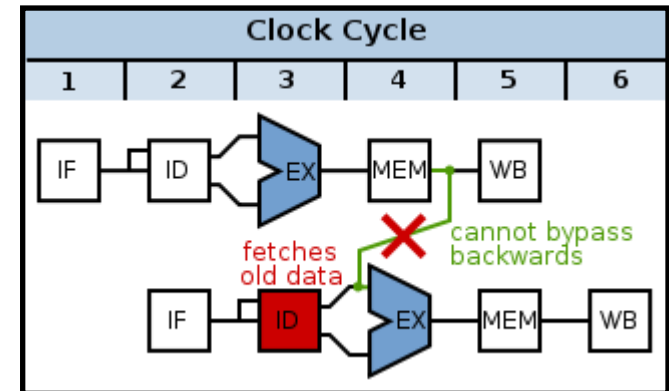 Clock Cycle
1 2 3 4 5 6
IF ID EX MEM WB
fetches
old data
cannot bypass
backwards
IF ID EX MEM WB